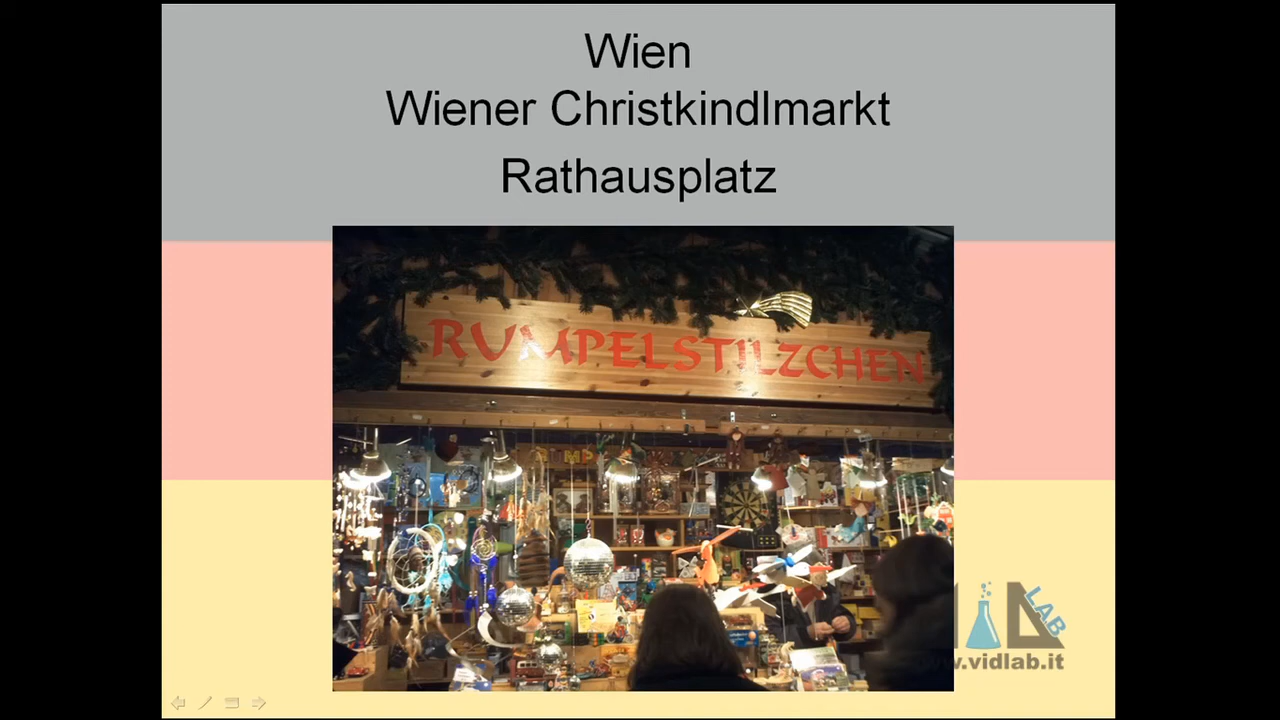 Wien
Wiener Christkindlmarkt
Rathausplatz
RUMPELSTILZCHEN
LAB
www.vidlab.it